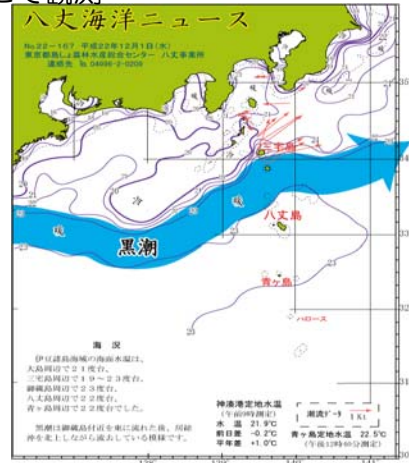 八丈海洋ニュース
No.22-167 平成22年12月1日(水)
東京都島しょ農林水産総合センター 八丈事業所
連絡先 ℡ 04996-2-0209
暖
三宅島
冷
暖
暖
黒潮
八丈島
青ヶ島
ハロース
海 況
伊豆諸島海域の海面水温は、
大島周辺で21度台、
三宅島周辺で19~23度台、
御蔵島周辺で23度台、
八丈島周辺で22度台、
青ヶ島周辺で22度台でした。
黒潮は御蔵島付近を東に流れた後、房総
沖を北上しながら流去している模様です。
神湊港定地水温
(午前9時測定)
水 温 21.9℃
前日差 -0.2℃
平年差 +1.0℃
潮流データ 1 Kt.
青ヶ島定地水温 22.5℃